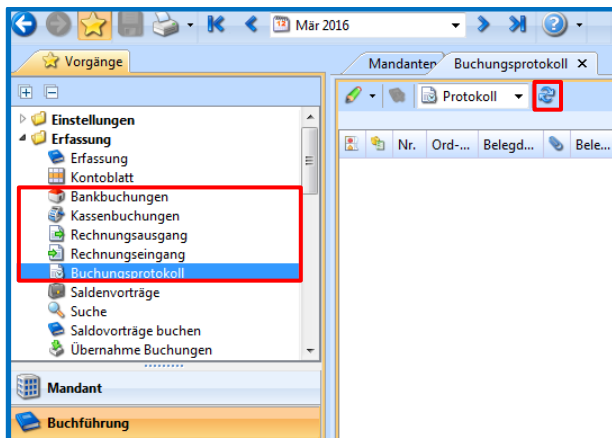 Mär 2016
Vorgänge
Mandanten
Buchungsprotokoll
Protokoll
Einstellungen
Erfassung
Erfassung
Kontoblatt
Bankbuchungen
Kassenbuchungen
Rechnungsausgang
Rechnungseingang
Buchungsprotokoll
Saldenvorträge
Suche
Saldovorträge buchen
Übernahme Buchungen
Nr. Ord-... Belegd... Bele...
Mandant
Buchführung